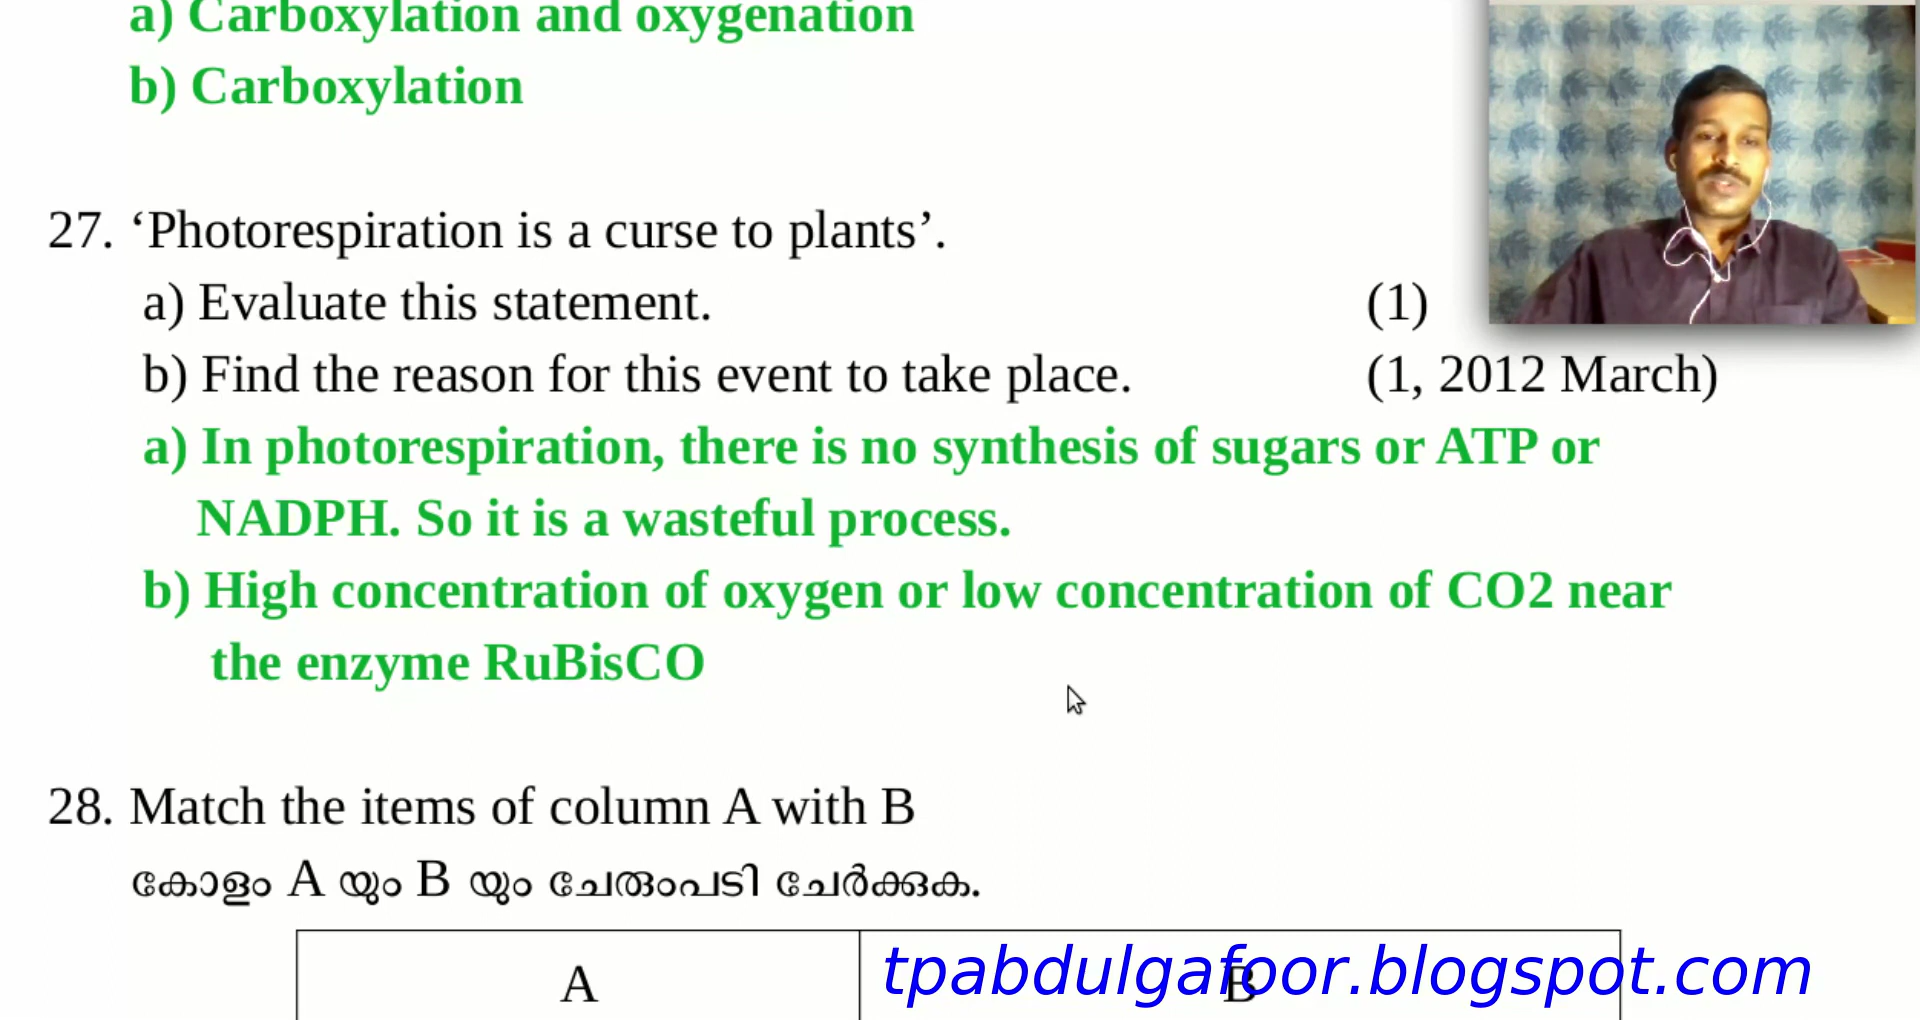 a) Carboxylation and oxygenation
b) Carboxylation
27. ‘Photorespiration is a curse to plants’.
a) Evaluate this statement. (1)
b) Find the reason for this event to take place. (1, 2012 March)
a) In photorespiration, there is no synthesis of sugars or ATP or
NADPH. So it is a wasteful process.
b) High concentration of oxygen or low concentration of CO2 near
the enzyme RuBisCO
28. Match the items of column A with B
കോളം A യും B യും ചേരുംപടി ചേർക്കുക.
A B
tpabdulgafoor.blogspot.com